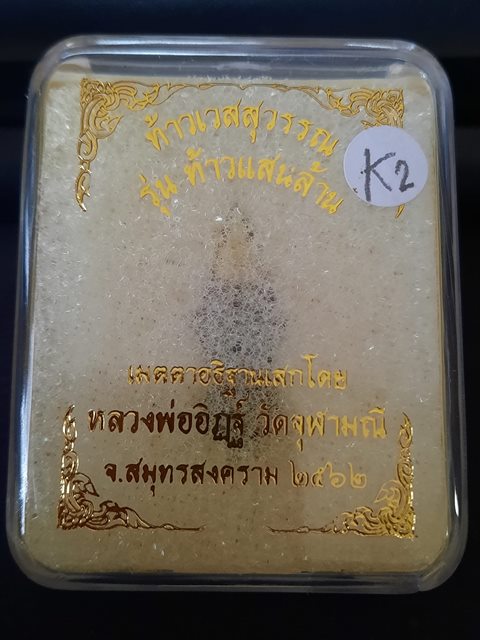 ท้าวเวสสุวรรณ
รุ่น ท้าวแสนล้าน
K2
เมตตาอธิฐานเสกโดย
หลวงพ่ออิฏฐ์ วัดจุฬามณี
จ.สมุทรสงคราม ๒๕๖๒